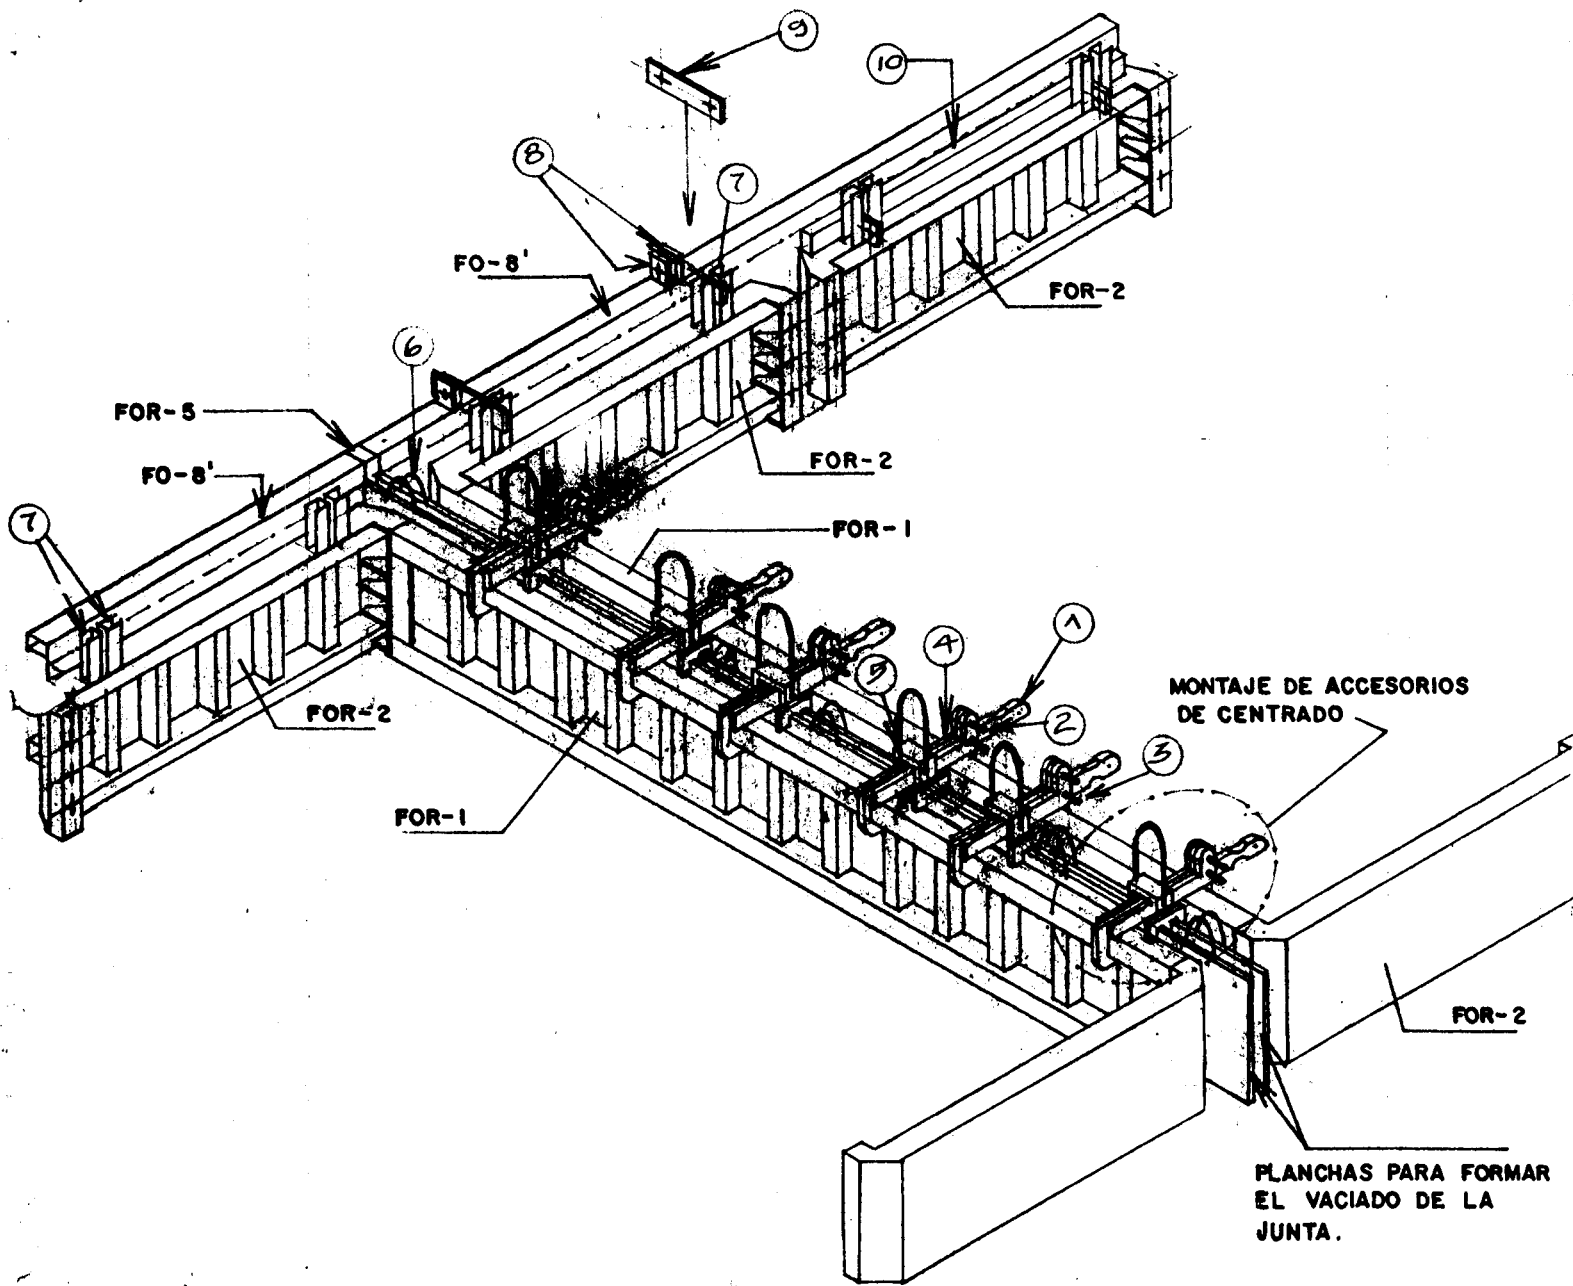 9
10
8
7
FO-8'
FOR-2
6
FOR-5
FOR-2
FO-8'
7
FOR-1
1
4
5
2
MONTAJE DE ACCESORIOS
DE CENTRADO
FOR-2
3
FOR-1
FOR-2
PLANCHAS PARA FORMAR
EL VACIADO DE LA
JUNTA.